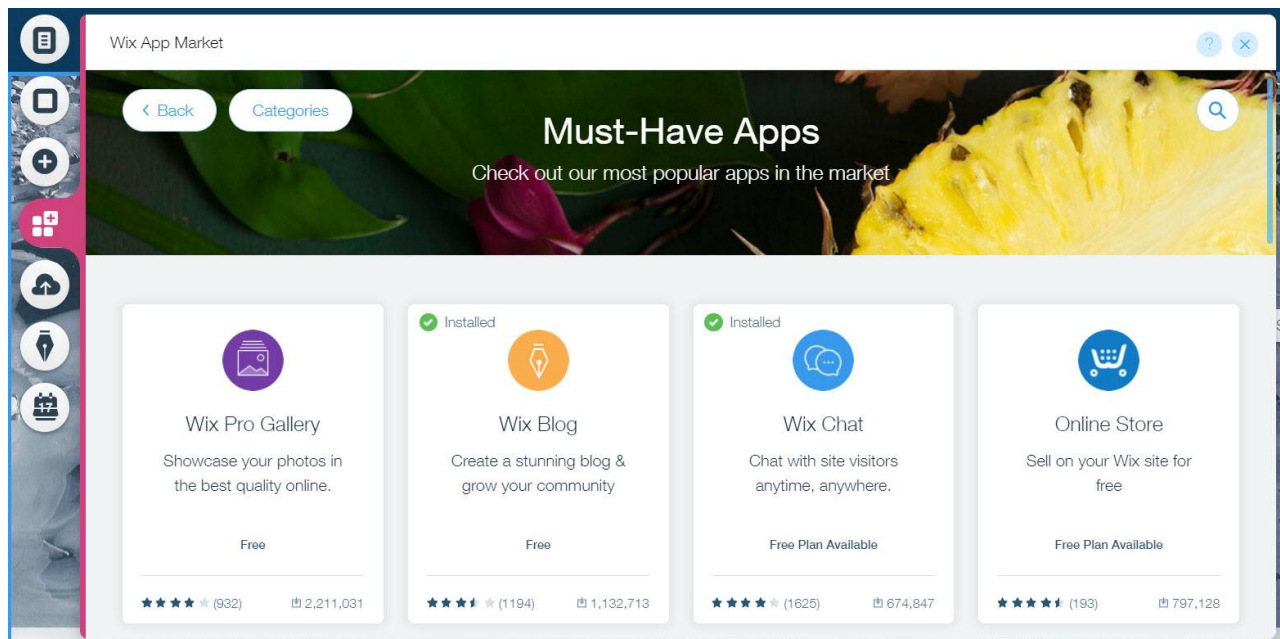 Wix App Market
?
Back
Categories
Must-Have Apps
Check out our most popular apps in the market
Wix Pro Gallery
Showcase your photos in
the best quality online.
Free
(932) 2,211,031
Installed
Wix Blog
Create a stunning blog &
grow your community
Free
(1194) 1,132,713
Installed
Wix Chat
Chat with site visitors
anytime, anywhere.
Free Plan Available
(1625) 674,847
Online Store
Sell on your Wix site for
free
Free Plan Available
(193) 797,128
17